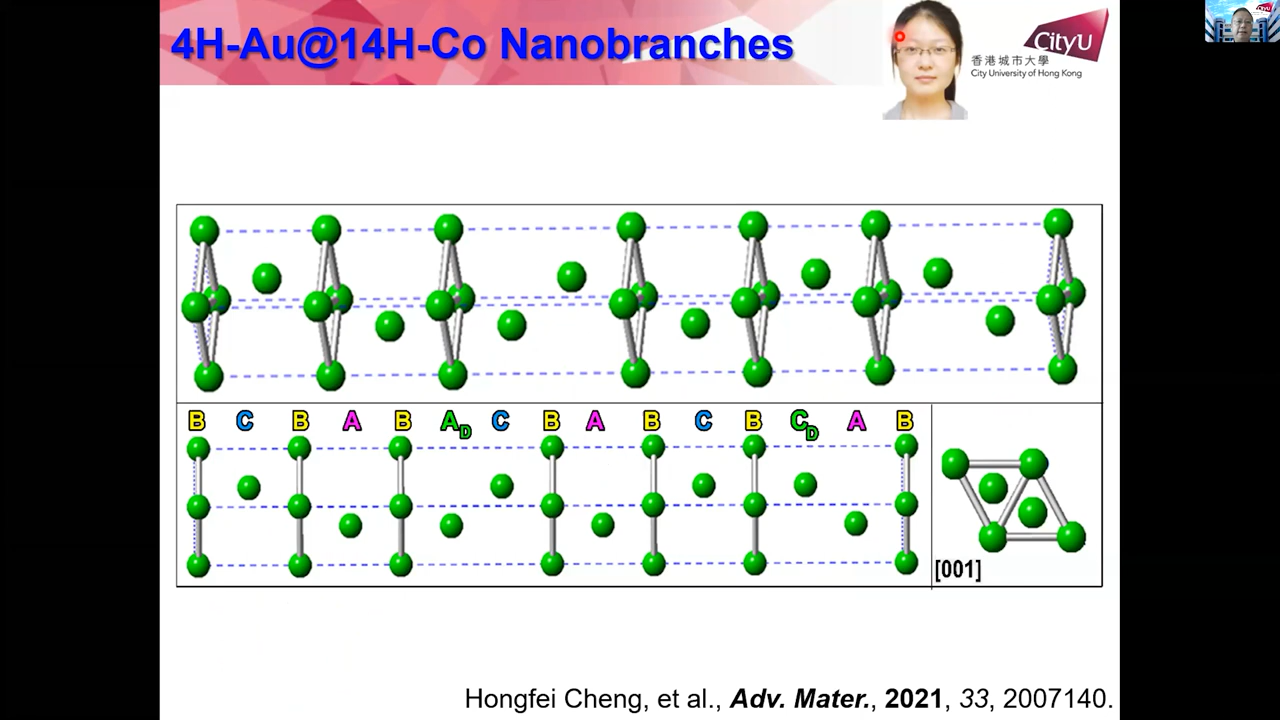 4H-Au@14H-Co Nanobranches
CityU
香港城市大學
City University of Hong Kong
B C B A B A D C B A B C B C D A B
[001]
Hongfei Cheng, et al., Adv. Mater., 2021, 33, 2007140.